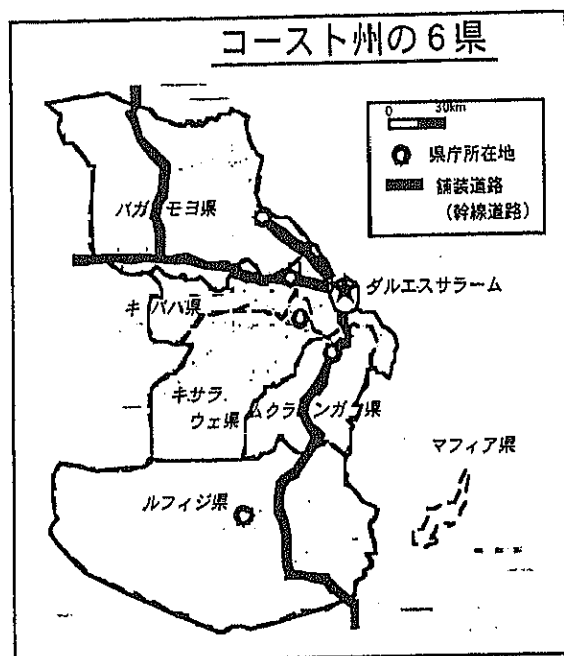 コースト州の6県
0 30km
県庁所在地
舗装道路
(幹線道路)
バガモヨ県
ダルエスサラーム
キバハ県
キサラ
ウェ県
ムクランガ県
マフィア県
ルフィジ県